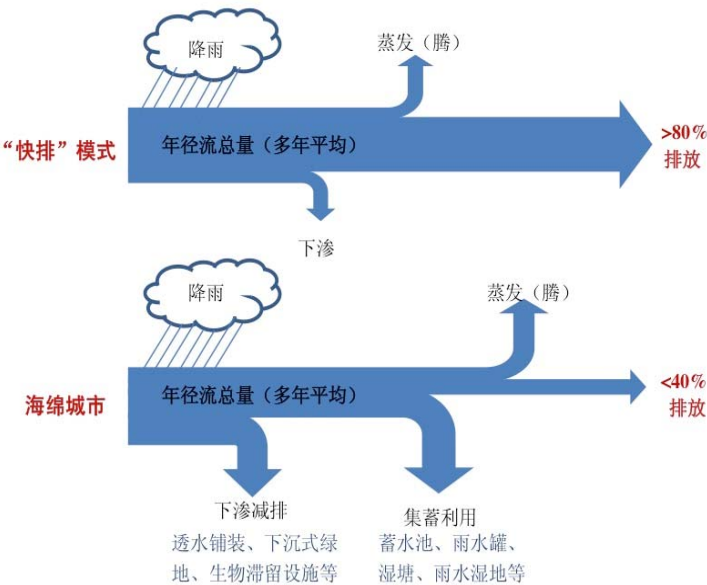 降雨
蒸发（腾）
“快排”模式
年径流总量（多年平均）
>80%
排放
下渗
降雨
蒸发（腾）
海绵城市
年径流总量（多年平均）
<40%
排放
下渗减排
透水铺装、下沉式绿
地、生物滞留设施等
集蓄利用
蓄水池、雨水罐、
湿塘、雨水湿地等